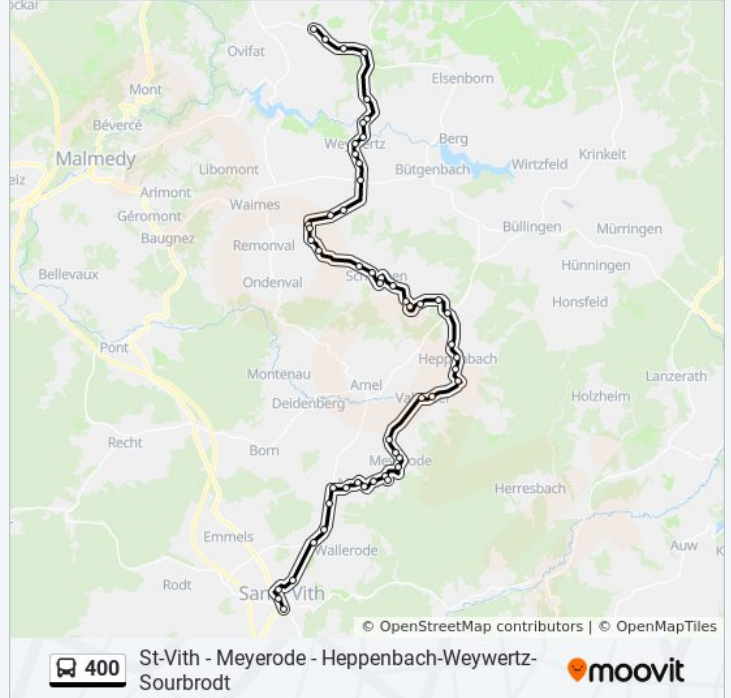 ockai
Ovifat
Elsenborn
Mont
Bévercé
Berg
Krinkelt
Malmedy
Wirtzfeld
eiz
Libomont
Bütgenbach
Arimont
Waimes
Géromont
Büllingen
Mürringen
Baugnez
Remonval
Hünningen
Bellevaux
Ondenval
Honsfeld
Pont
Montenau
Amel
Lanzerath
Deidenberg
Holzheim
Recht
Born
Meyerode
Herresbach
Emmels
Wallerode
Auw
K
Rodt
© OpenStreetMap contributors | © OpenMapTiles
400
St-Vith - Meyerode - Heppenbach-Weywertz-
Sourbrodt
moovit